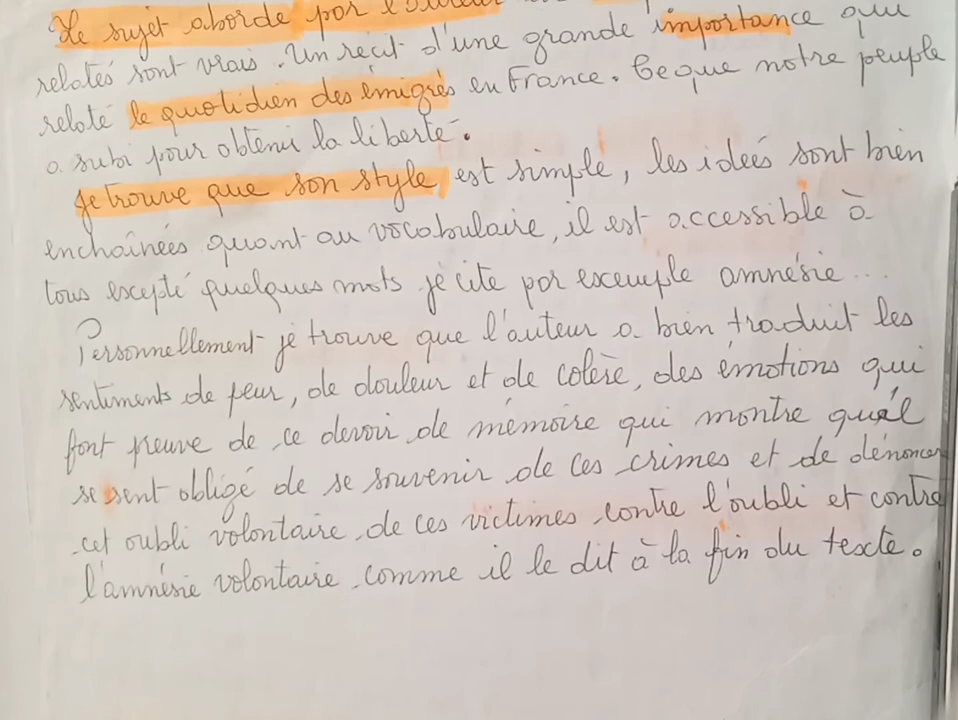 Le sujet aborde par l'auteur
relatés sont vrais. Un récit d'une grande importance qui
relaté le quotidien des émigrés en France. Ce que notre peuple
a subi pour obtenir la liberté.
je trouve que son style, est simple, les ideés sont bien
enchaînées quant au vocabulaire, il est accessible à
tous excepté quelques mots je cite par exemple amnésie...
Personnellement je trouve que l'auteur a bien traduit les
sentiments de peur, de douleur et de colère, des émotions qui
font preuve de ce devoir de mémoire qui montre qu'il
se sent obligé de se souvenir de ces crimes et de dénoncer
cet oubli volontaire de ces victimes contre l'oubli et contre
l'amnésie volontaire comme il le dit à la fin du texte.